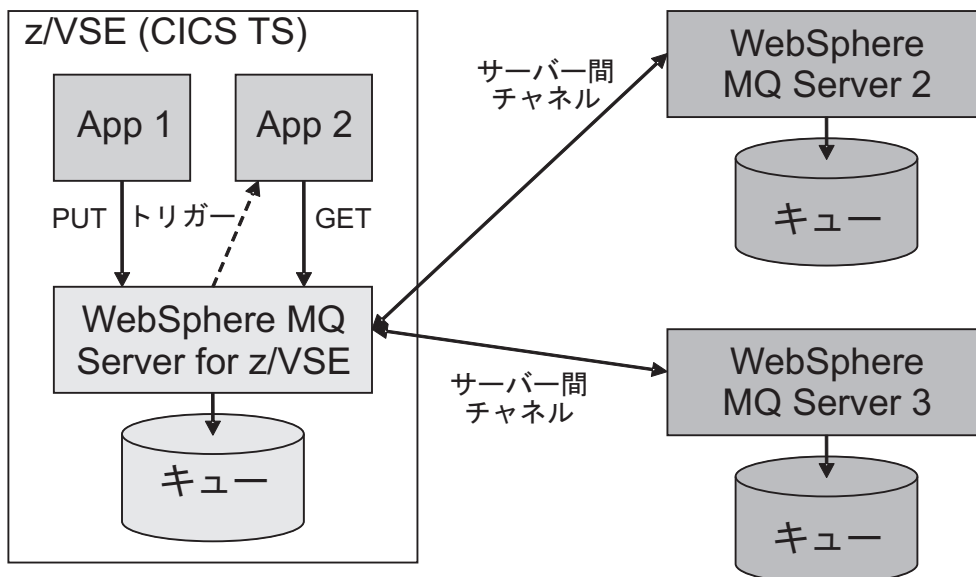 z/VSE (CICS TS)
App 1
App 2
PUT
トリガー
GET
WebSphere MQ
Server for z/VSE
キュー
サーバー間
チャネル
サーバー間
チャネル
WebSphere
MQ Server 2
キュー
WebSphere
MQ Server 3
キュー